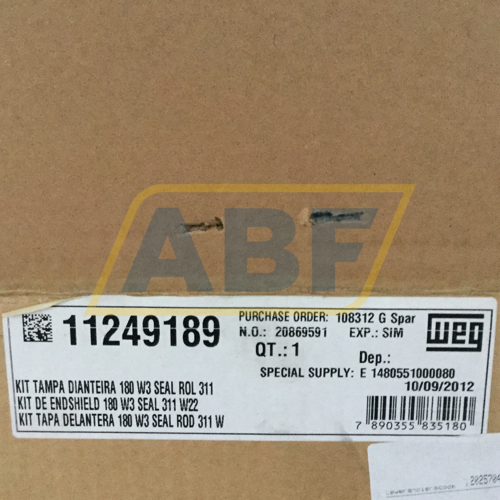 ABF
11249189
PURCHASE ORDER: 108312 G Spar
N.O.: 20869591 EXP.: SIM
WEG
QT.: 1
Dep.:
SPECIAL SUPPLY: E 1480551000080
10/09/2012
KIT TAMPA DIANTEIRA 180 W3 SEAL ROL 311
KIT DE ENDSHIELD 180 W3 SEAL 311 W22
KIT TAPA DELANTERA 180 W3 SEAL ROD 311 W
7 890355 835180